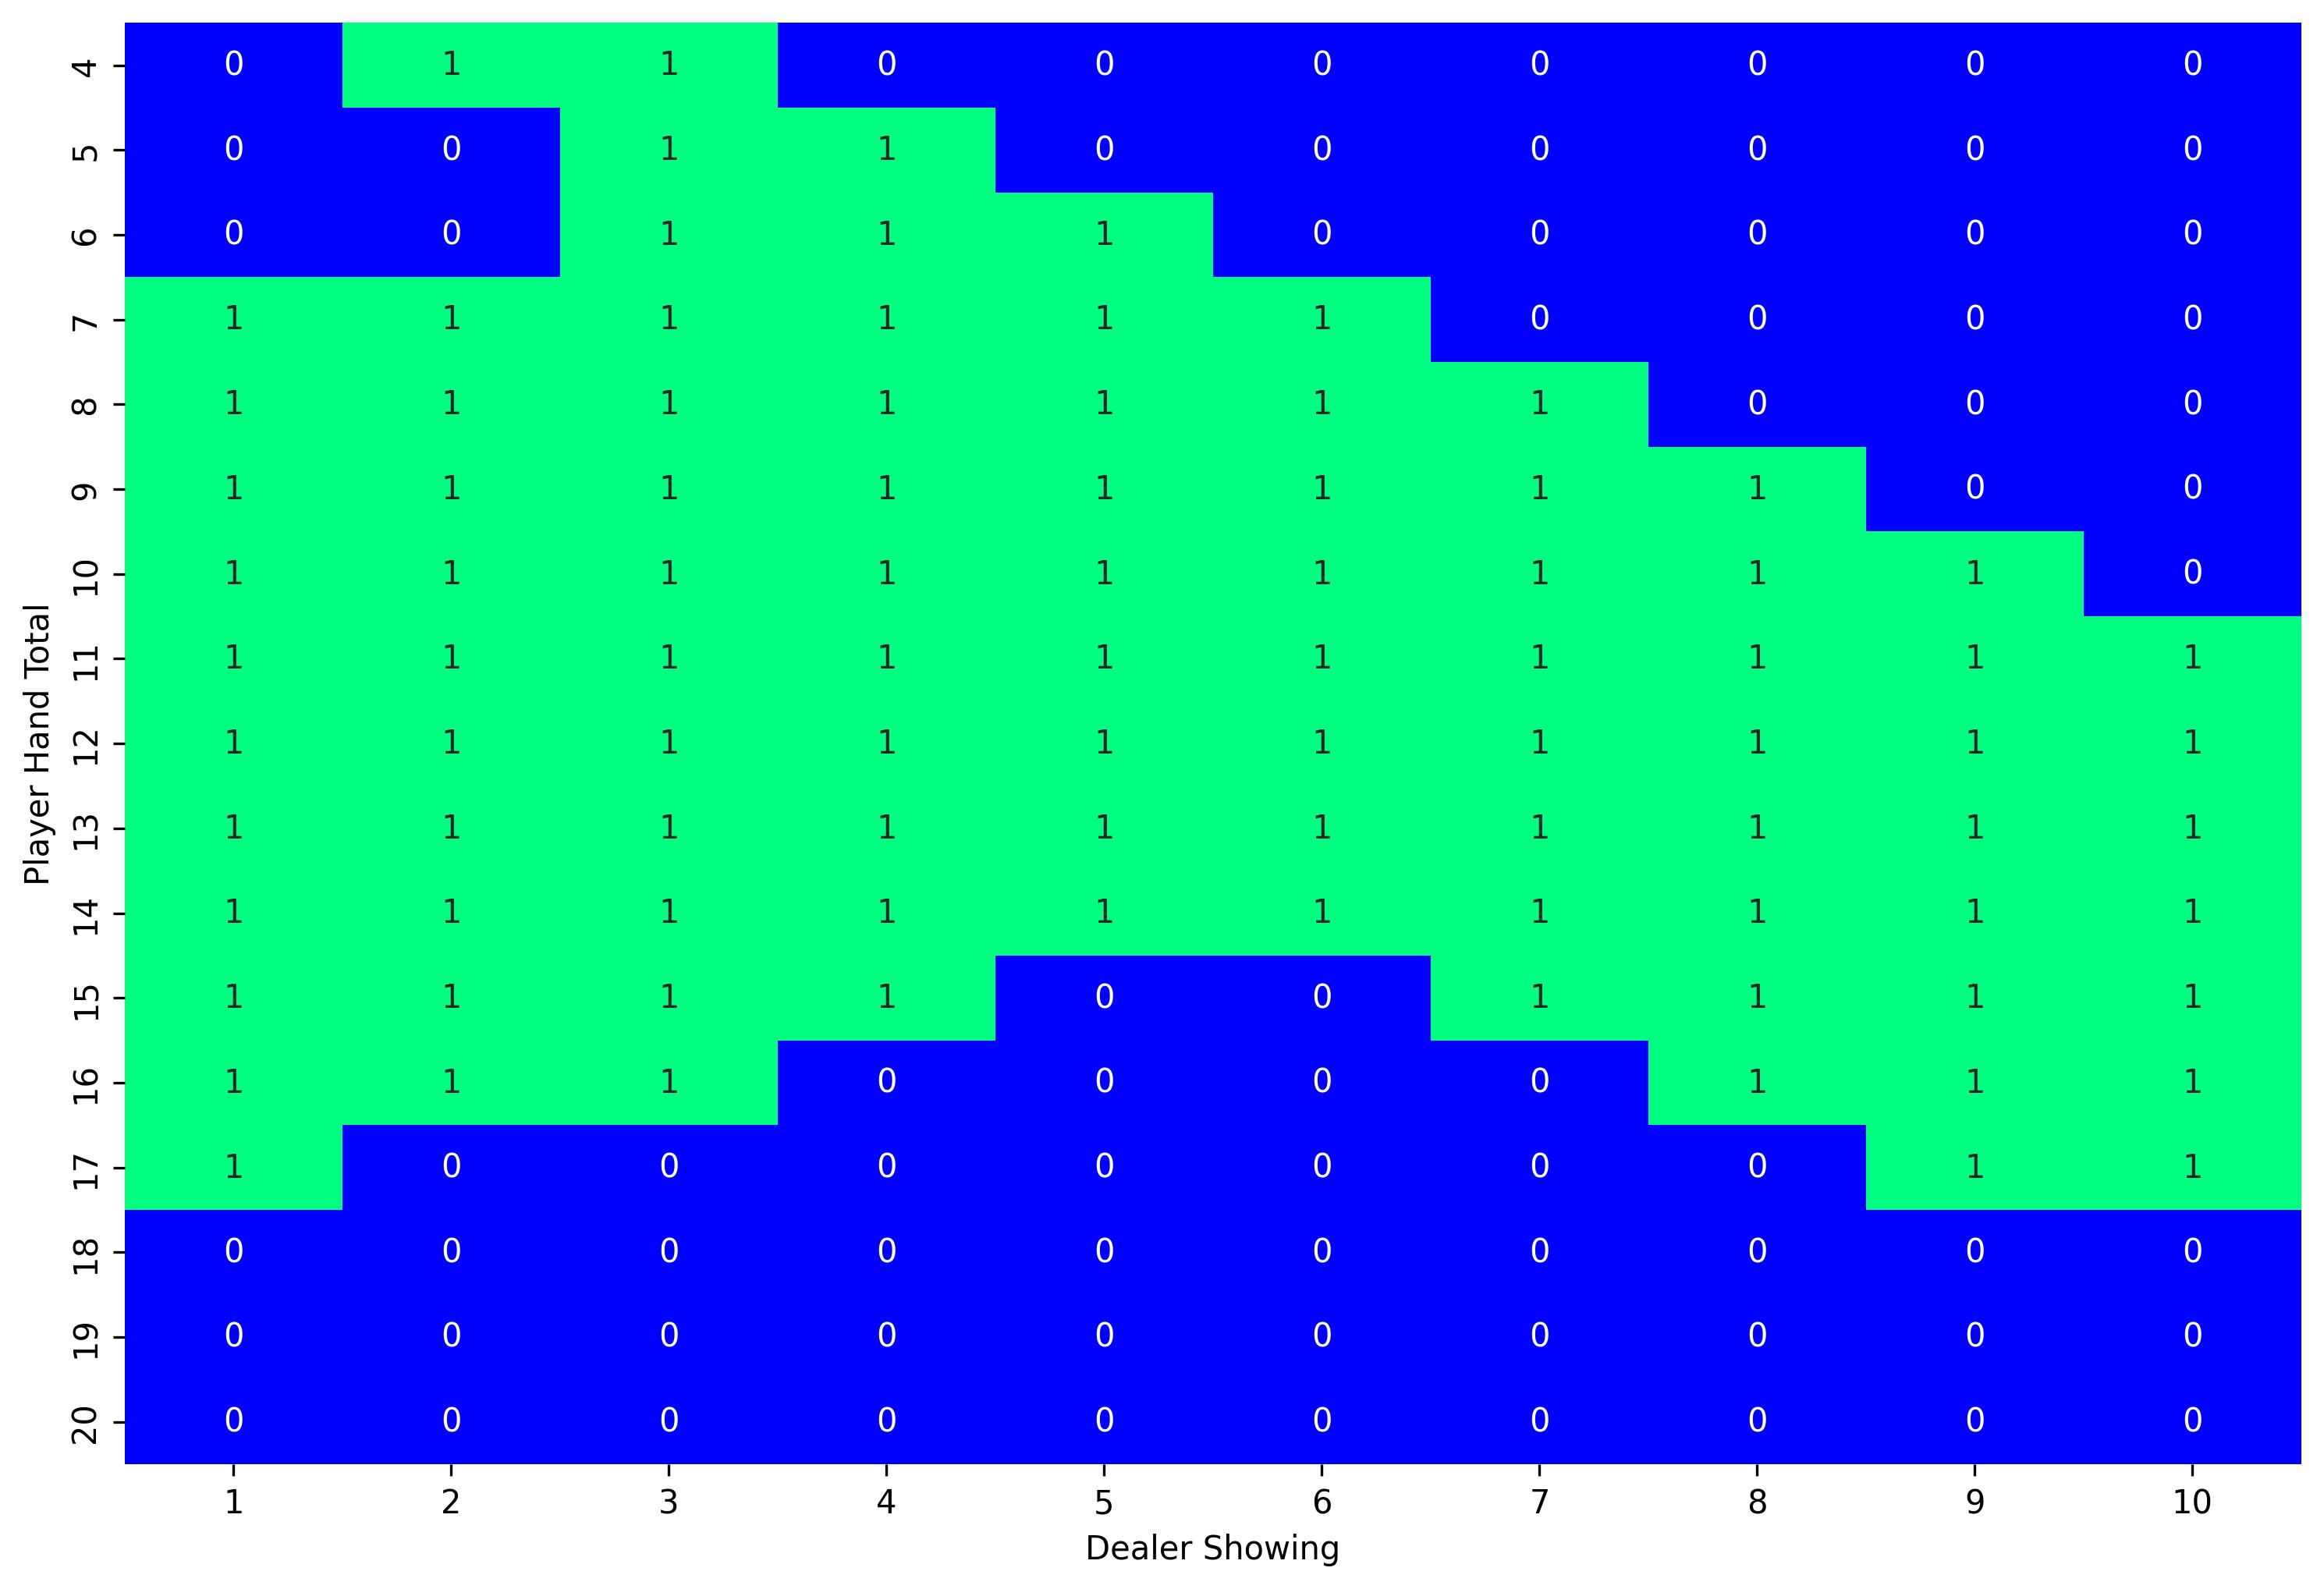 4 0 1 1 0 0 0 0 0 0 0
5 0 0 1 1 0 0 0 0 0 0
6 0 0 1 1 1 0 0 0 0 0
7 1 1 1 1 1 1 0 0 0 0
8 1 1 1 1 1 1 1 0 0 0
9 1 1 1 1 1 1 1 1 0 0
10 1 1 1 1 1 1 1 1 1 0
11 1 1 1 1 1 1 1 1 1 1
12 1 1 1 1 1 1 1 1 1 1
13 1 1 1 1 1 1 1 1 1 1
14 1 1 1 1 1 1 1 1 1 1
15 1 1 1 1 0 0 1 1 1 1
16 1 1 1 0 0 0 0 1 1 1
17 1 0 0 0 0 0 0 0 1 1
18 0 0 0 0 0 0 0 0 0 0
19 0 0 0 0 0 0 0 0 0 0
20 0 0 0 0 0 0 0 0 0 0
1 2 3 4 5 6 7 8 9 10
Dealer Showing
Player Hand Total